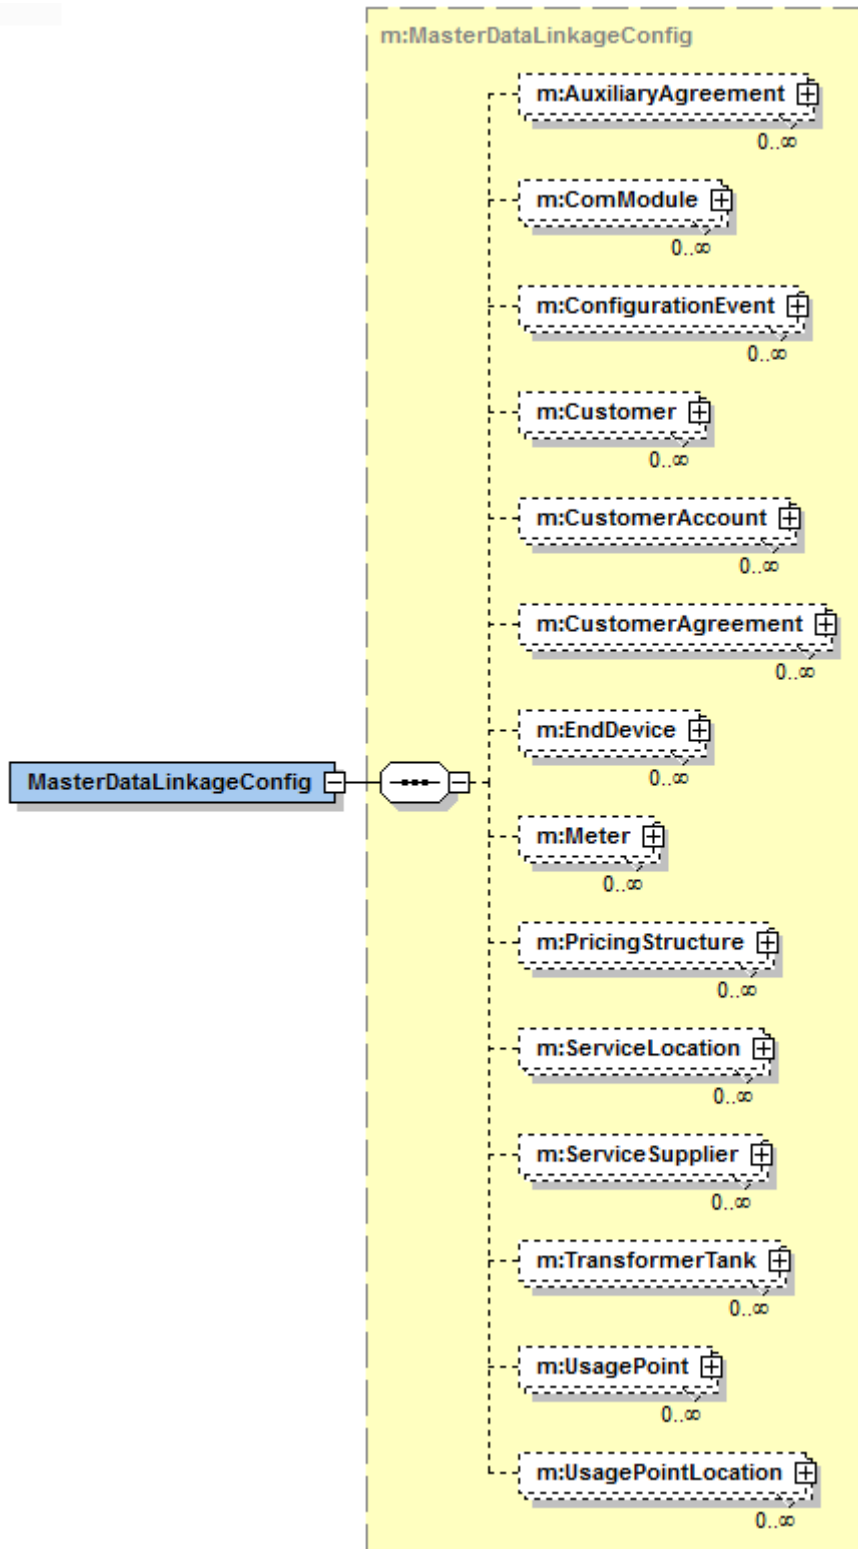 m:MasterDataLinkageConfig
m:AuxiliaryAgreement
0..∞
m:ComModule
0..∞
m:ConfigurationEvent
0..∞
m:Customer
0..∞
m:CustomerAccount
0..∞
m:CustomerAgreement
0..∞
m:EndDevice
0..∞
MasterDataLinkageConfig
m:Meter
0..∞
m:PricingStructure
0..∞
m:ServiceLocation
0..∞
m:ServiceSupplier
0..∞
m:TransformerTank
0..∞
m:UsagePoint
0..∞
m:UsagePointLocation
0..∞